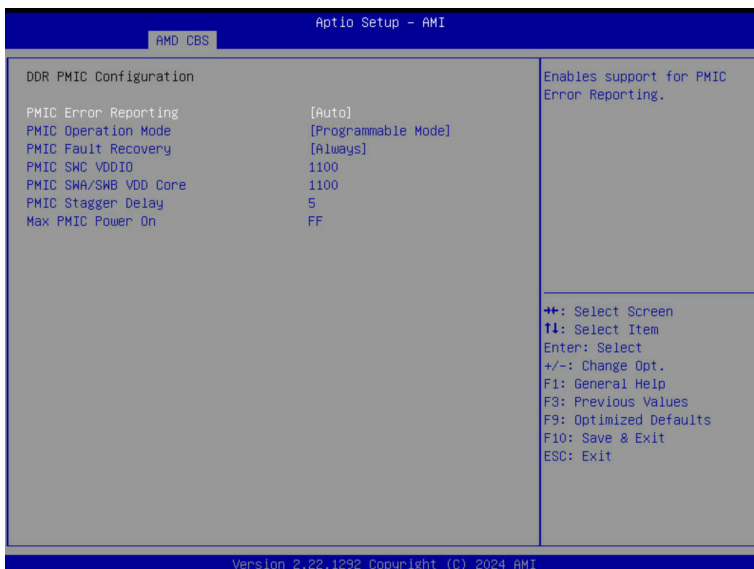 Aptio Setup – AMI
AMD CBS
DDR PMIC Configuration
PMIC Error Reporting [Auto]
PMIC Operation Mode [Programmable Mode]
PMIC Fault Recovery [Always]
PMIC SWC VDDIO 1100
PMIC SWA/SWB VDD Core 1100
PMIC Stagger Delay 5
Max PMIC Power On FF
Enables support for PMIC
Error Reporting.
→←: Select Screen
↑↓: Select Item
Enter: Select
+/-: Change Opt.
F1: General Help
F3: Previous Values
F9: Optimized Defaults
F10: Save & Exit
ESC: Exit
Version 2.22.1292 Copyright (C) 2024 AMI